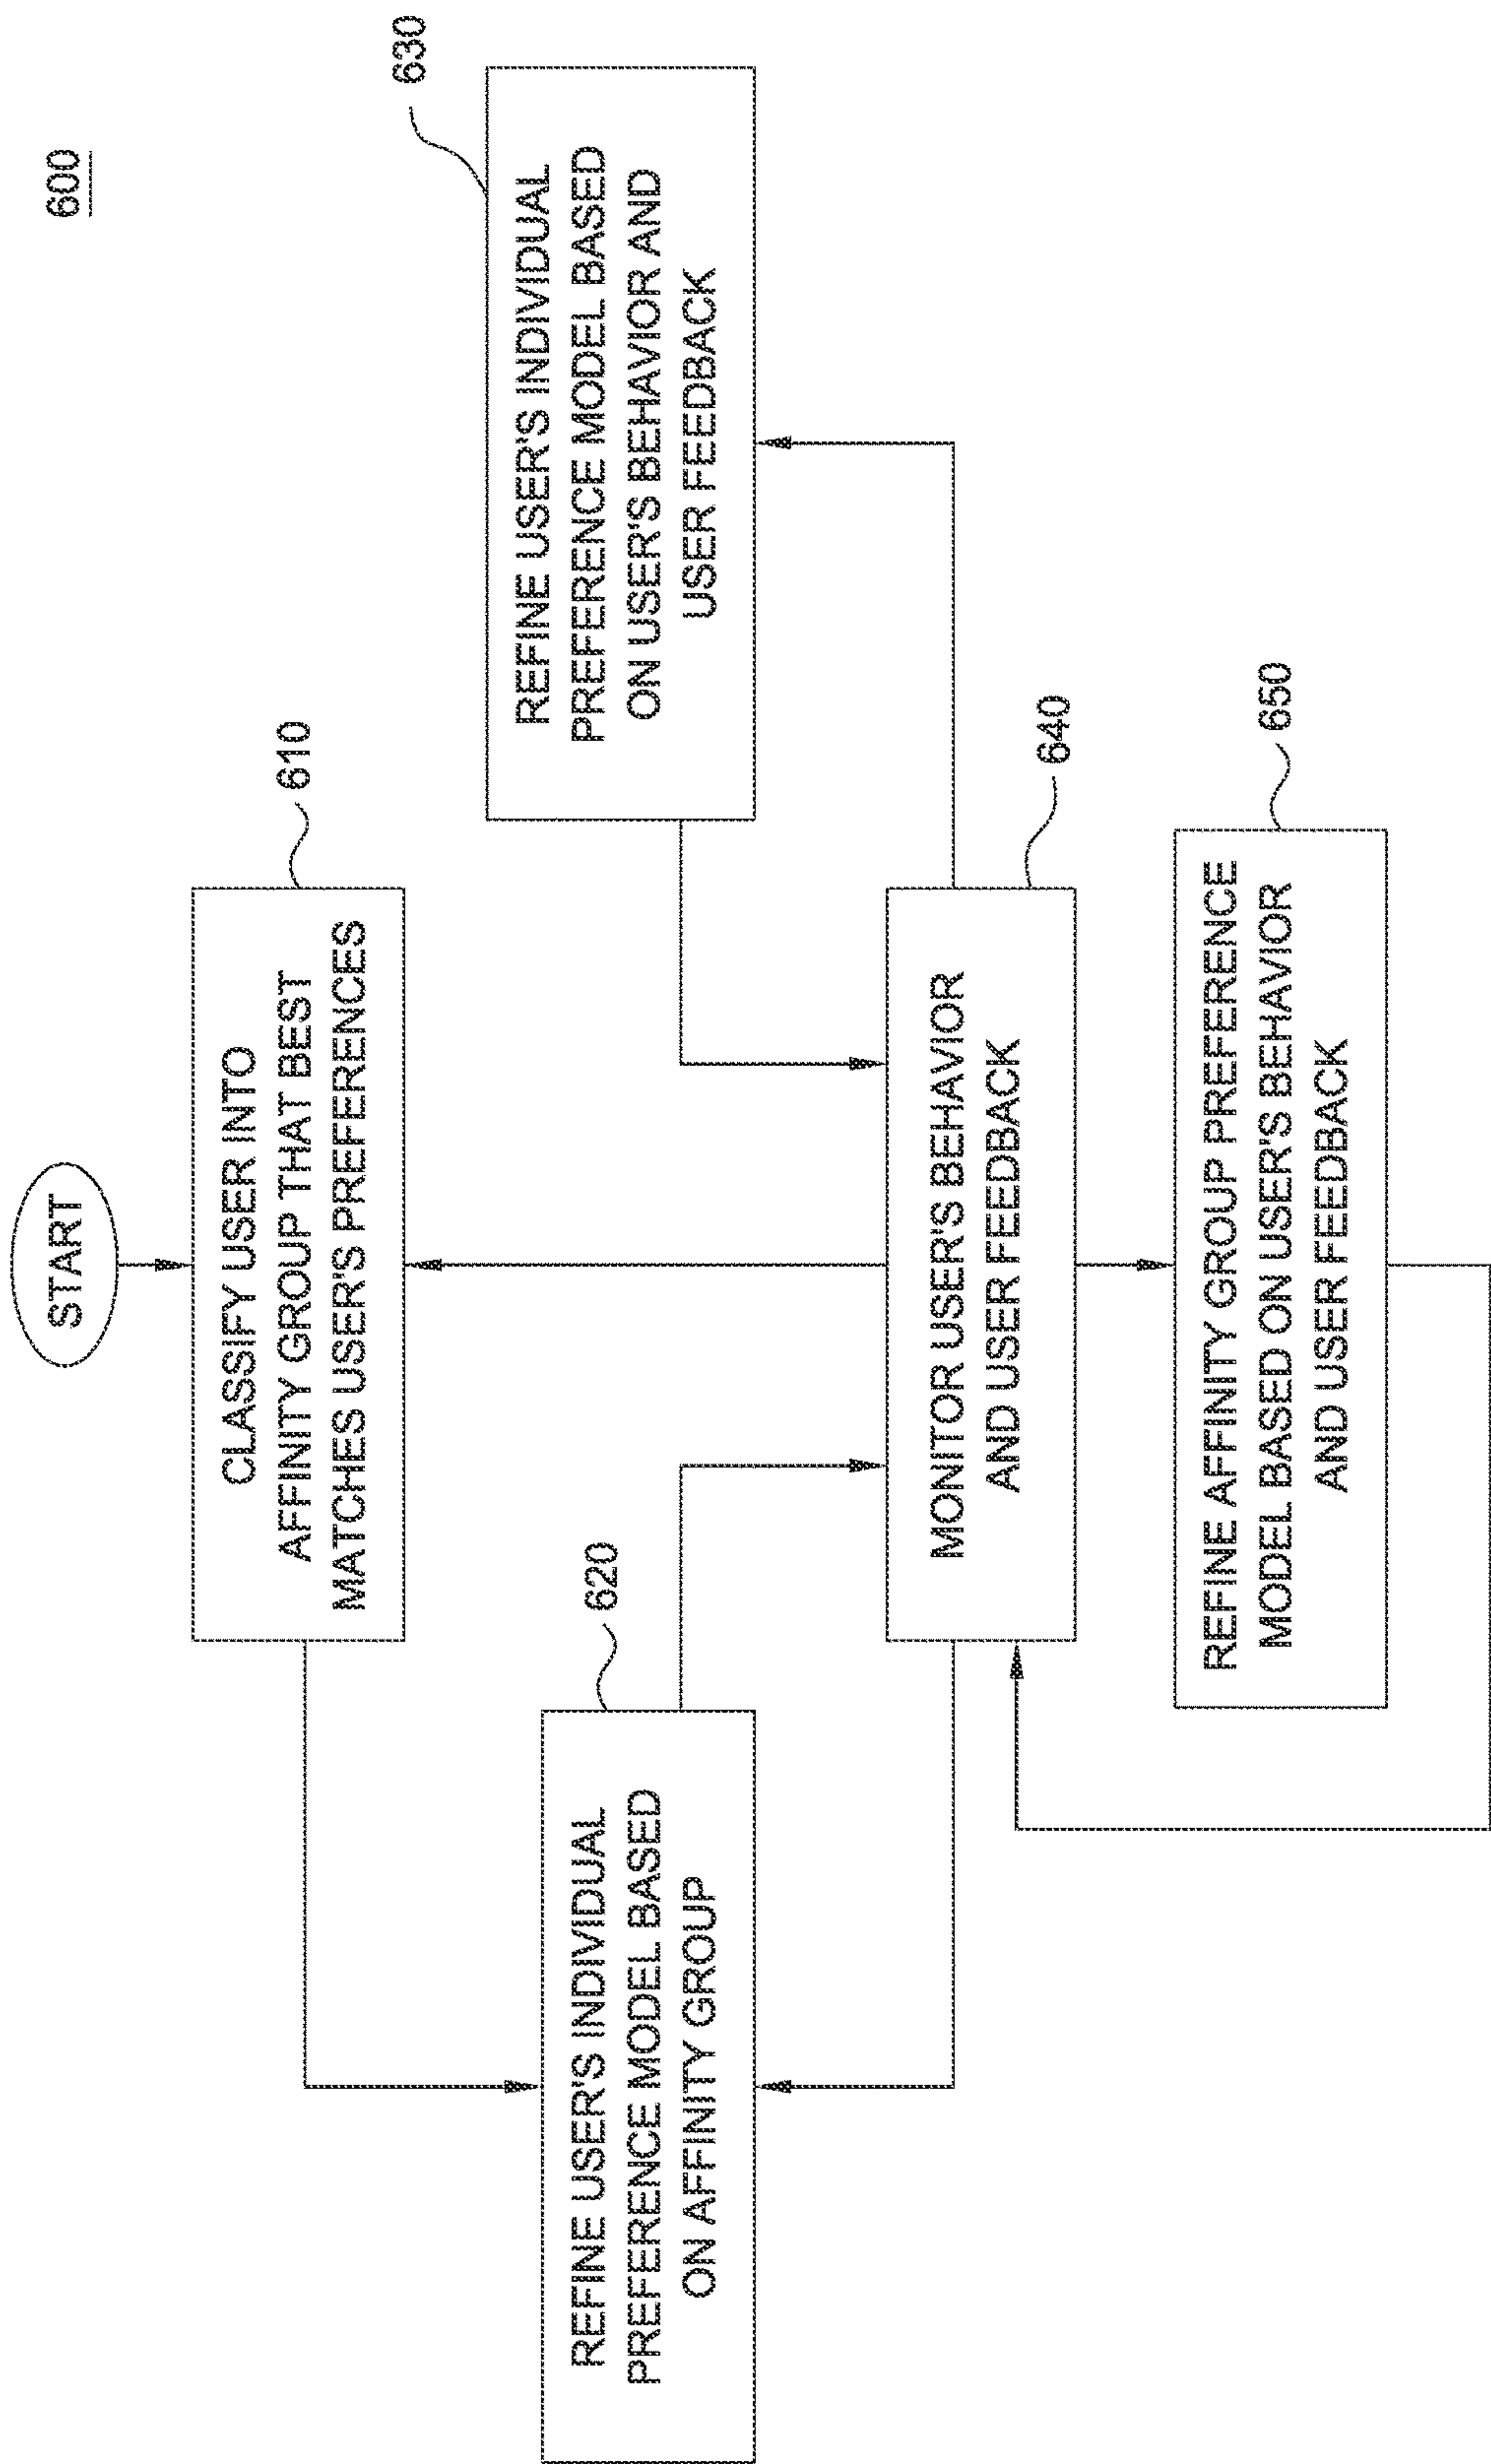 600
START
CLASSIFY USER INTO
AFFINITY GROUP THAT BEST
MATCHES USER'S PREFERENCES
610
REFINE USER'S INDIVIDUAL
PREFERENCE MODEL BASED
ON AFFINITY GROUP
620
REFINE USER'S INDIVIDUAL
PREFERENCE MODEL BASED
ON USER'S BEHAVIOR AND
USER FEEDBACK
630
MONITOR USER'S BEHAVIOR
AND USER FEEDBACK
640
REFINE AFFINITY GROUP PREFERENCE
MODEL BASED ON USER'S BEHAVIOR
AND USER FEEDBACK
650